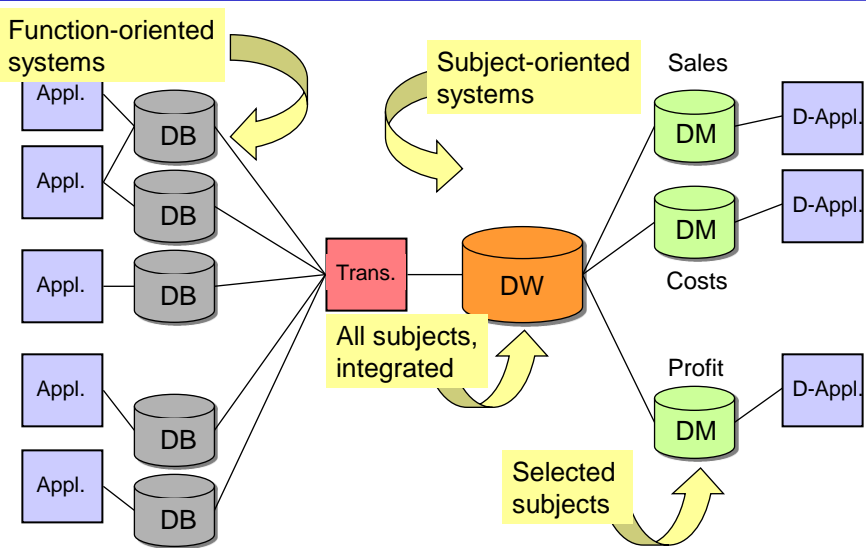 Function-oriented
systems
Subject-oriented
systems
Sales
Appl.
DB
DM
D-Appl.
Appl.
DB
DM
D-Appl.
Costs
Appl.
DB
Trans.
DW
All subjects,
integrated
Profit
Appl.
DB
DM
D-Appl.
Appl.
DB
Selected
subjects